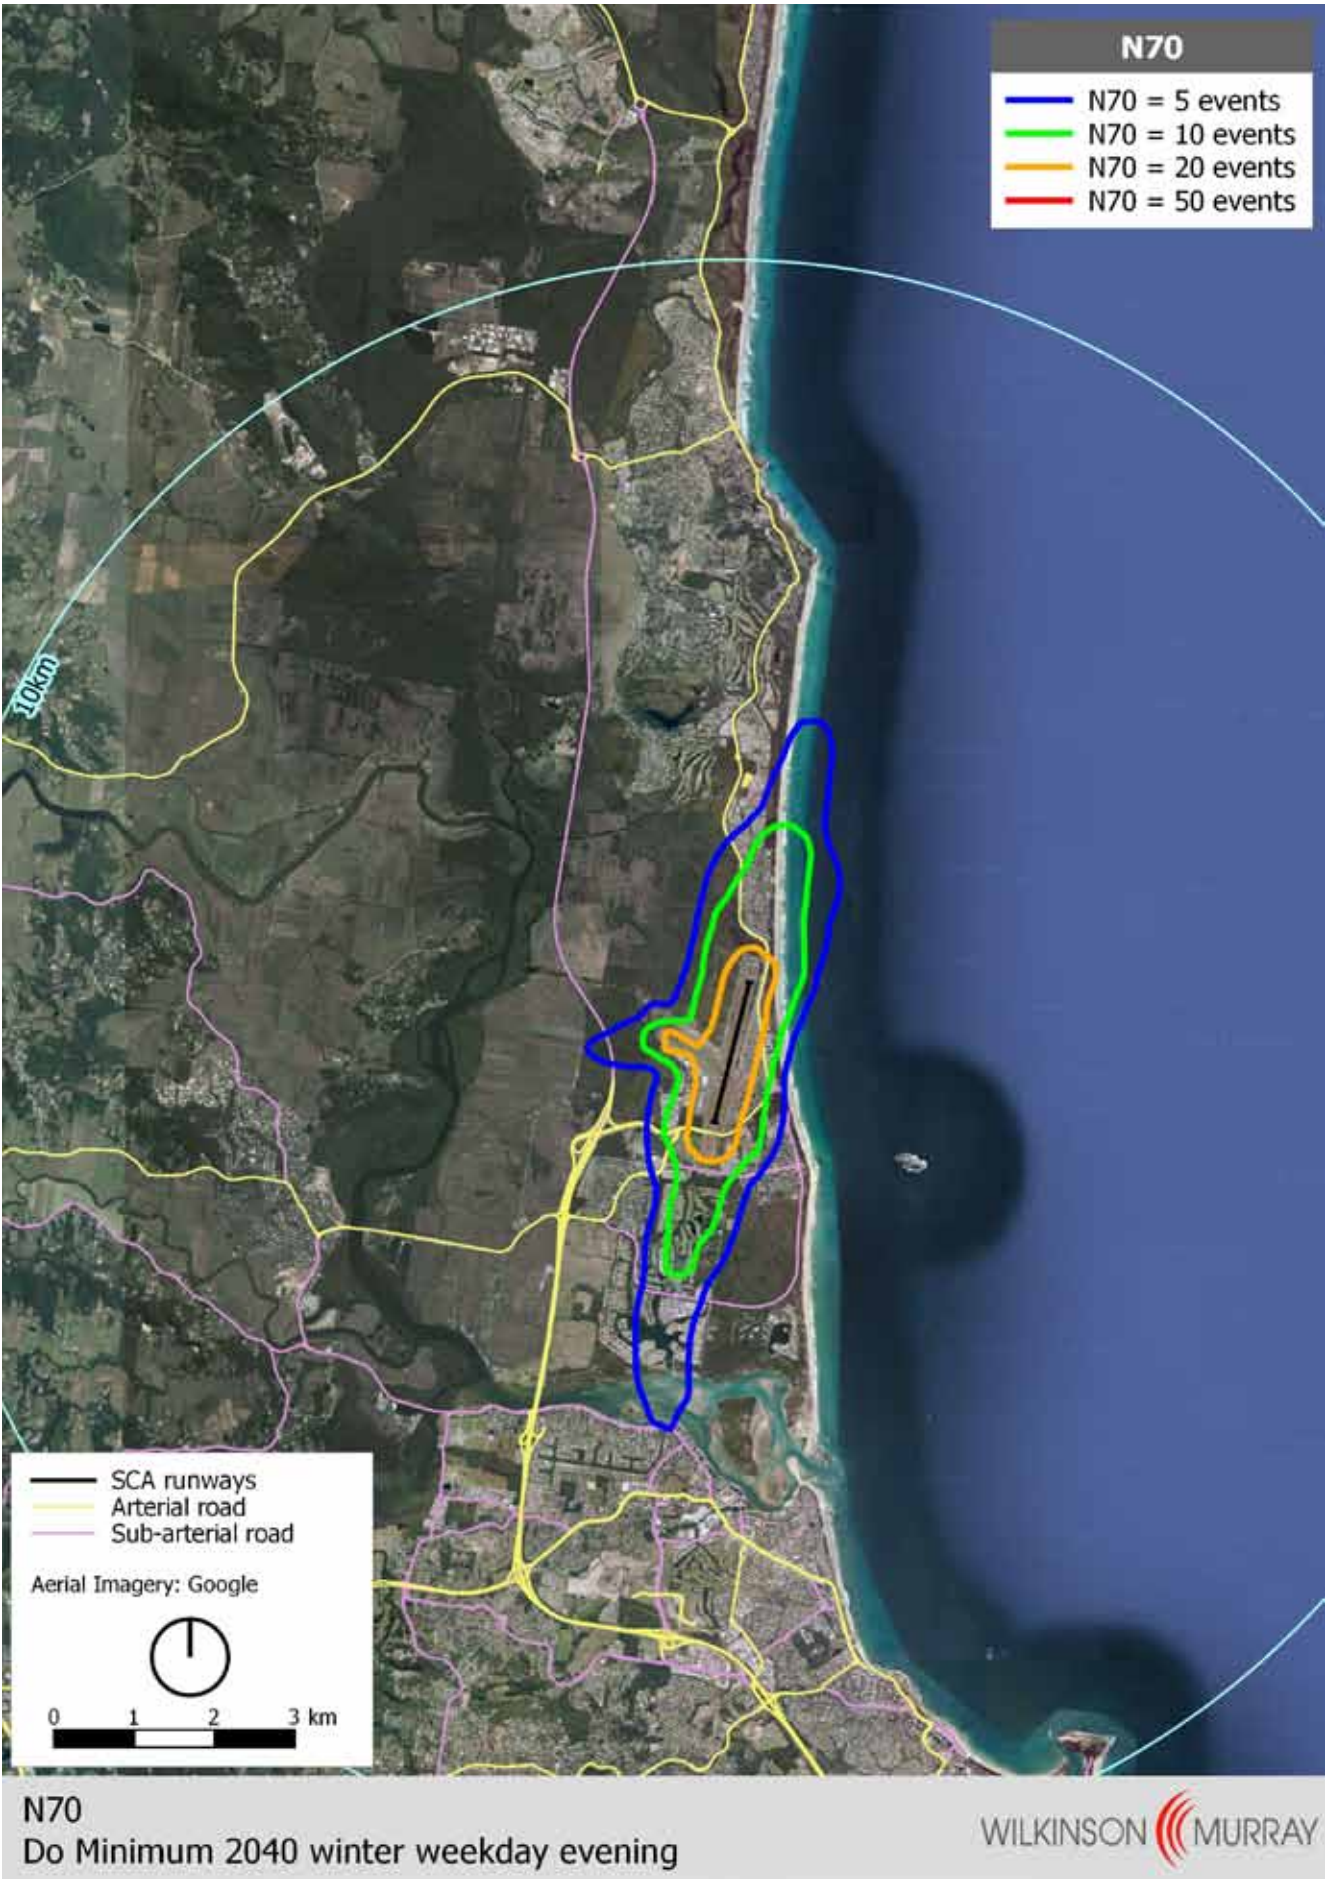 N70
N70 = 5 events
N70 = 10 events
N70 = 20 events
N70 = 50 events
10km
SCA runways
Arterial road
Sub-arterial road
Aerial Imagery: Google
0 1 2 3 km
N70
Do Minimum 2040 winter weekday evening
WILKINSON MURRAY